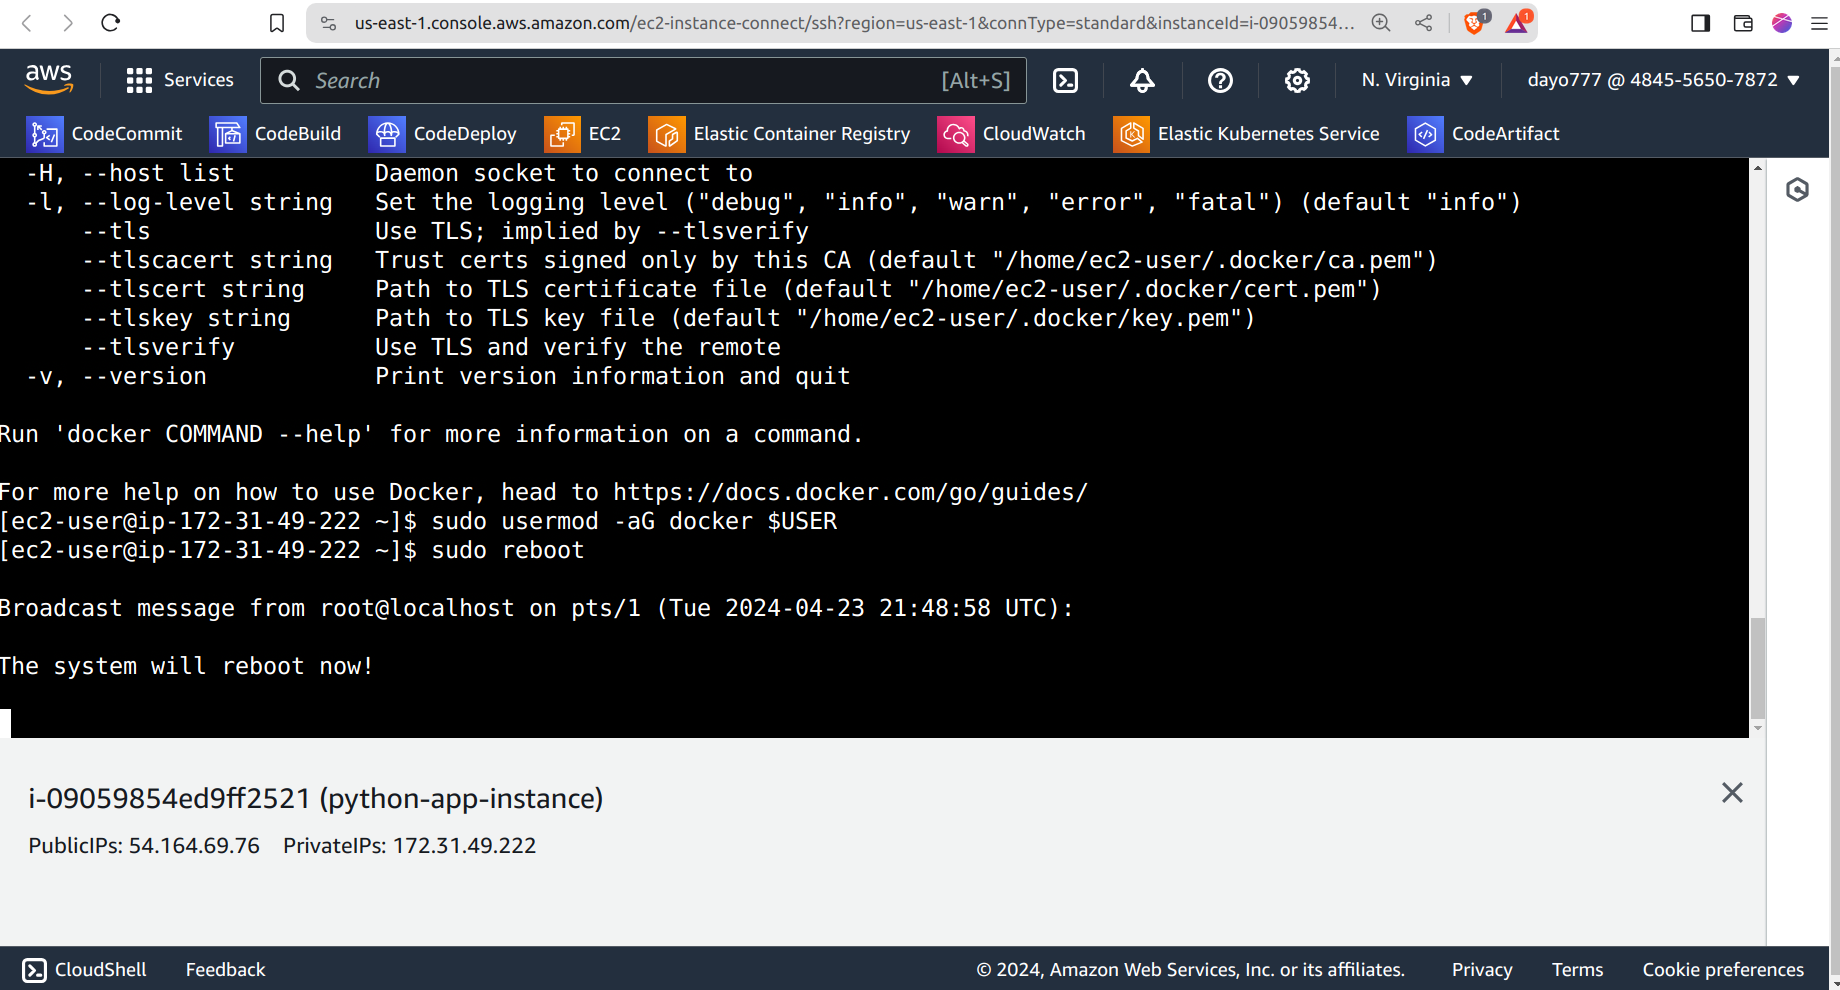 us-east-1.console.aws.amazon.com/ec2-instance-connect/ssh?region=us-east-1&connType=standard&instanceId=i-09059854... 1 1
aws Services Search [Alt+S] N. Virginia dayo777 @ 4845-5650-7872
CodeCommit CodeBuild CodeDeploy EC2 Elastic Container Registry CloudWatch Elastic Kubernetes Service CodeArtifact
-H, --host list Daemon socket to connect to
-l, --log-level string Set the logging level ("debug", "info", "warn", "error", "fatal") (default "info")
--tls Use TLS; implied by --tlsverify
--tlscacert string Trust certs signed only by this CA (default "/home/ec2-user/.docker/ca.pem")
--tlscert string Path to TLS certificate file (default "/home/ec2-user/.docker/cert.pem")
--tlskey string Path to TLS key file (default "/home/ec2-user/.docker/key.pem")
--tlsverify Use TLS and verify the remote
-v, --version Print version information and quit
Run 'docker COMMAND --help' for more information on a command.
For more help on how to use Docker, head to https://docs.docker.com/go/guides/
[ec2-user@ip-172-31-49-222 ~]$ sudo usermod -aG docker $USER
[ec2-user@ip-172-31-49-222 ~]$ sudo reboot
Broadcast message from root@localhost on pts/1 (Tue 2024-04-23 21:48:58 UTC):
The system will reboot now!
i-09059854ed9ff2521 (python-app-instance)
PublicIPs: 54.164.69.76 PrivateIPs: 172.31.49.222
CloudShell Feedback © 2024, Amazon Web Services, Inc. or its affiliates. Privacy Terms Cookie preferences